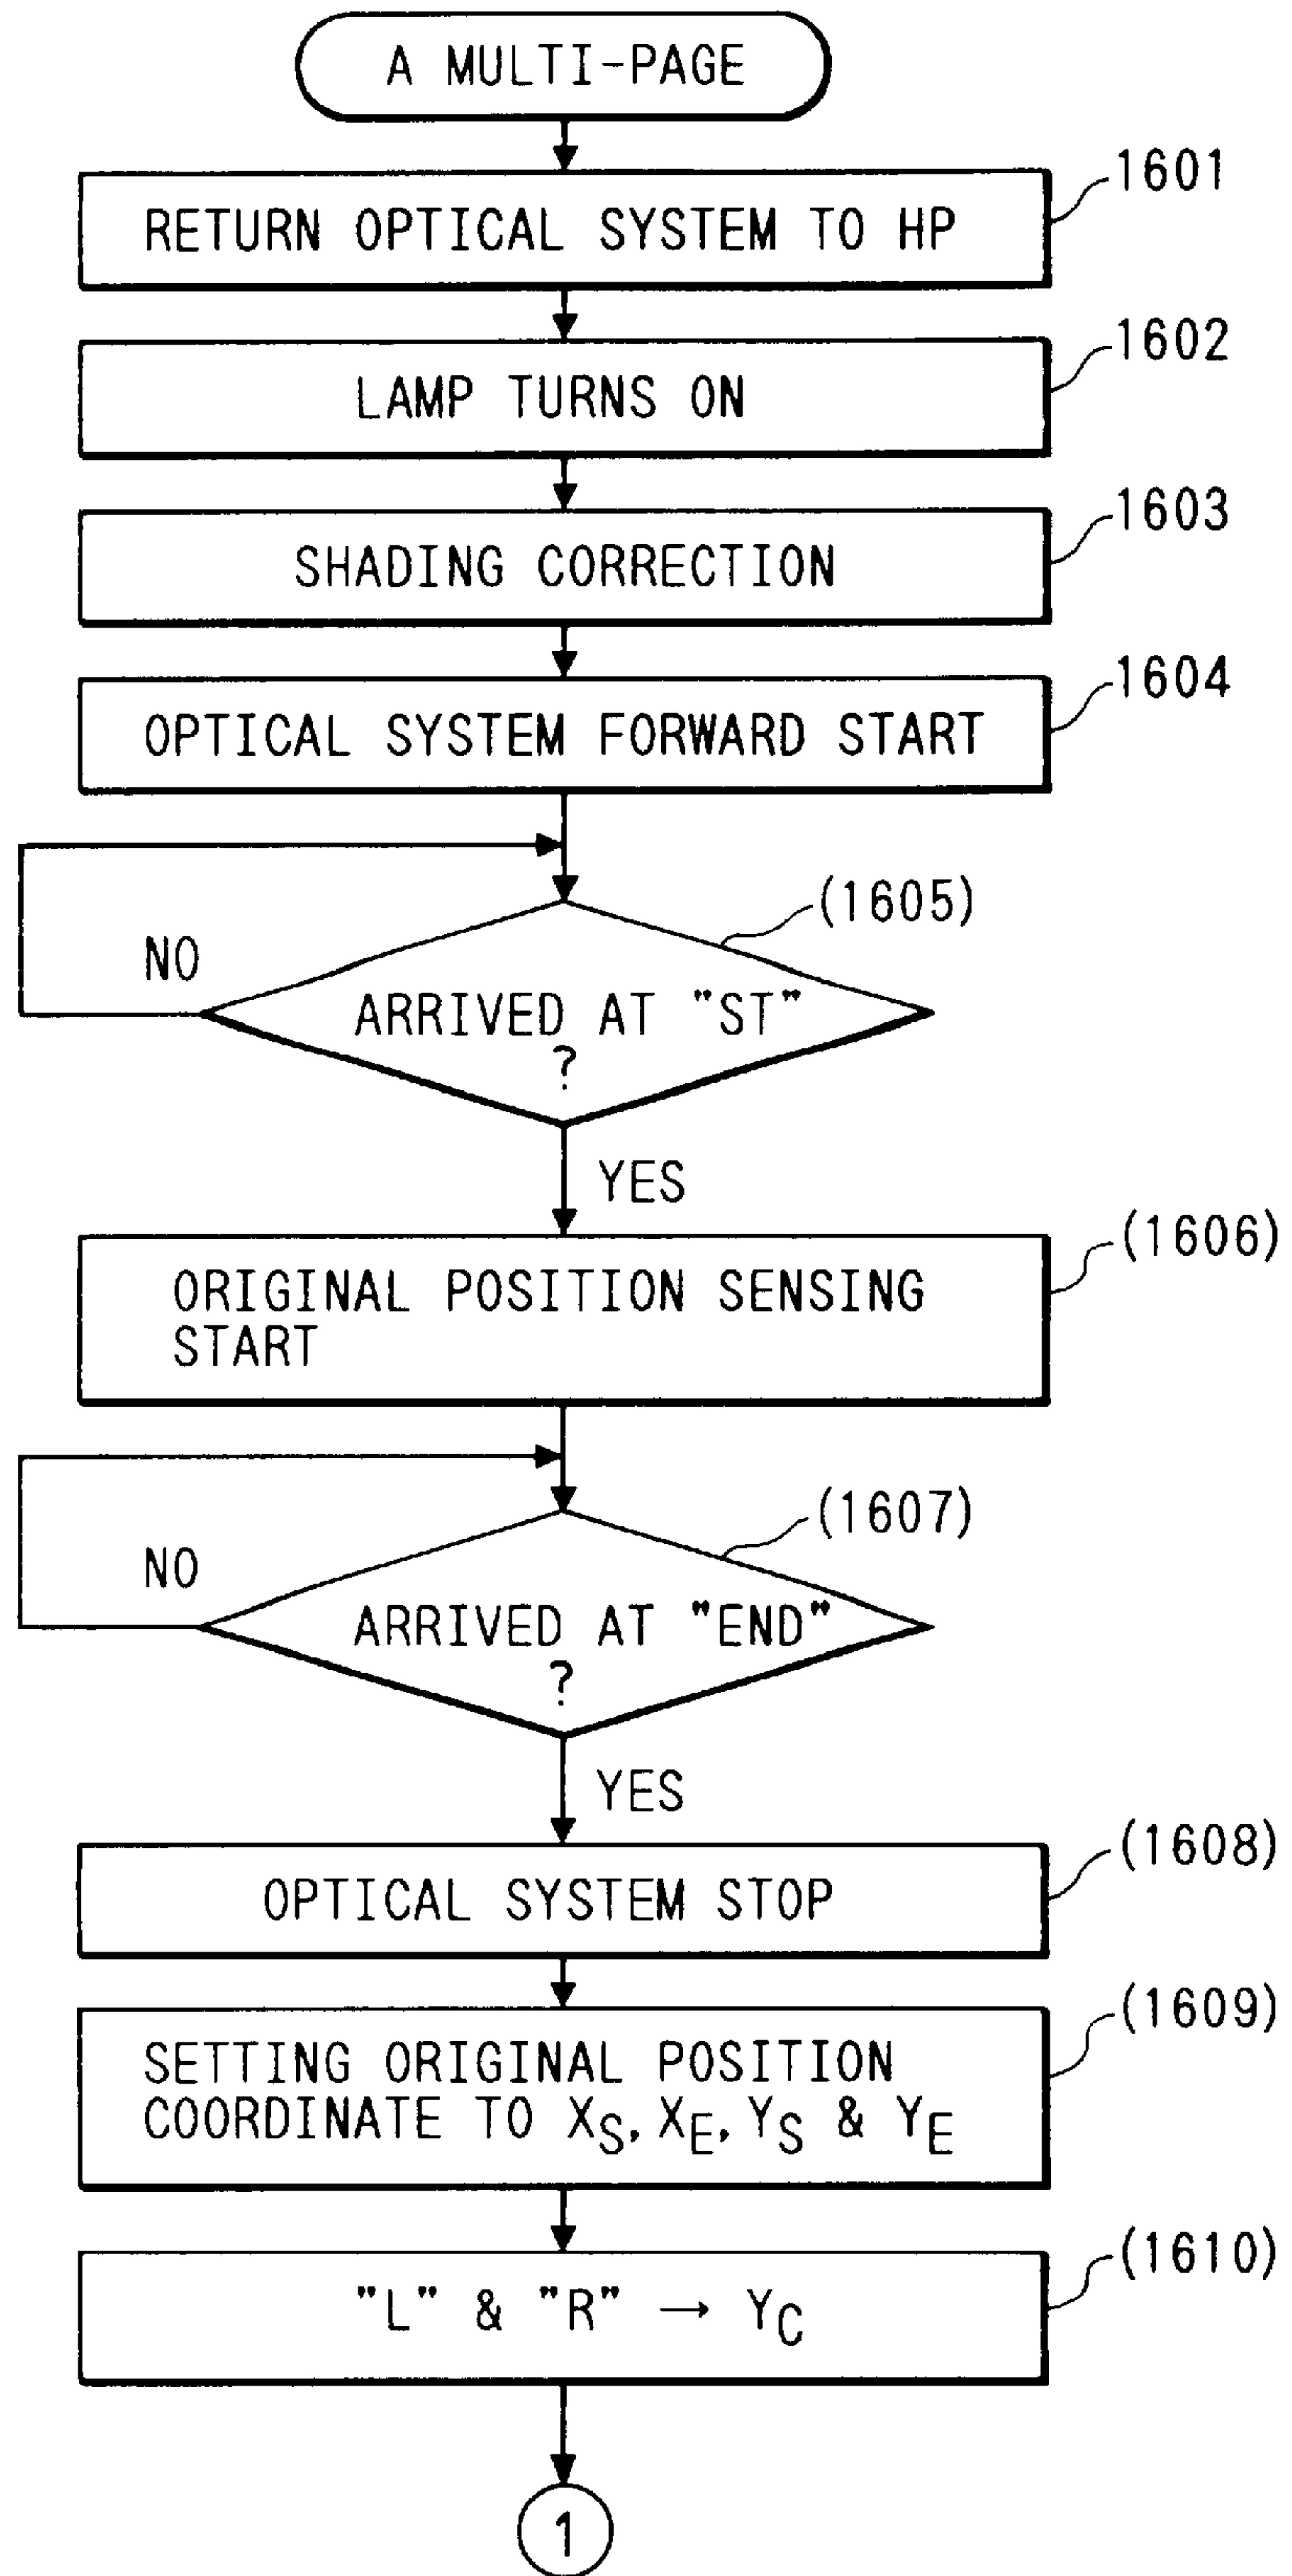 A MULTI-PAGE
1601
RETURN OPTICAL SYSTEM TO HP
1602
LAMP TURNS ON
1603
SHADING CORRECTION
1604
OPTICAL SYSTEM FORWARD START
(1605)
NO
ARRIVED AT "ST"
?
YES
(1606)
ORIGINAL POSITION SENSING
START
(1607)
NO
ARRIVED AT "END"
?
YES
(1608)
OPTICAL SYSTEM STOP
(1609)
SETTING ORIGINAL POSITION
COORDINATE TO XS, XE, YS & YE
(1610)
"L" & "R" → YC
1